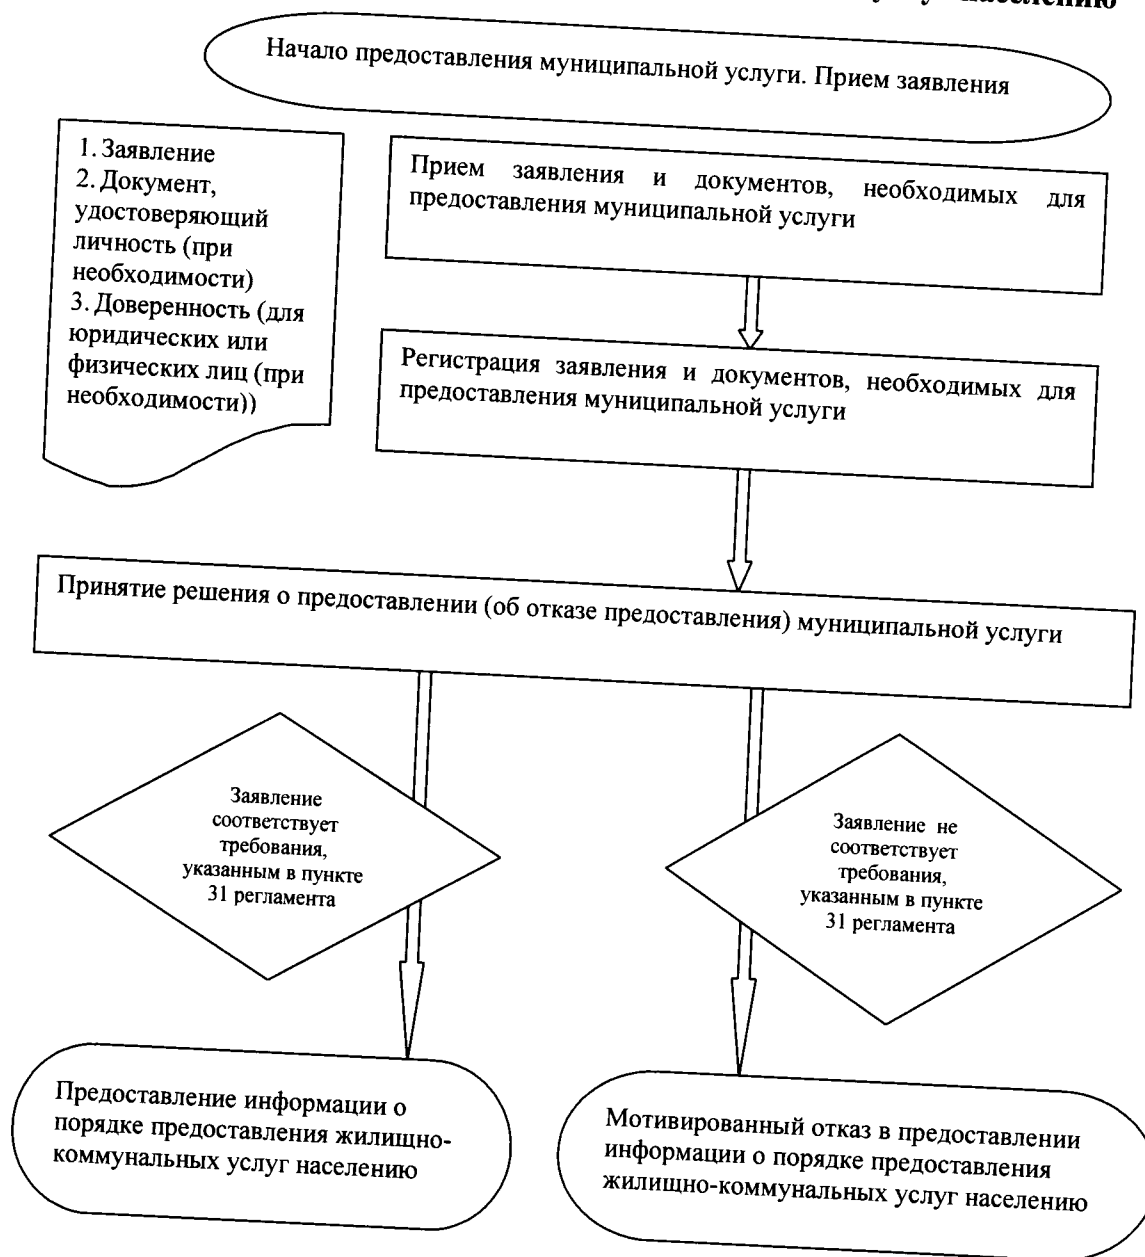 населению
Начало предоставления муниципальной услуги. Прием заявления
1. Заявление
2. Документ,
удостоверяющий
личность (при
необходимости)
3. Доверенность (для
юридических или
физических лиц (при
необходимости))
Прием заявления и документов, необходимых для
предоставления муниципальной услуги
Регистрация заявления и документов, необходимых для
предоставления муниципальной услуги
Принятие решения о предоставлении (об отказе предоставления) муниципальной услуги
Заявление
соответствует
требования,
указанным в пункте
31 регламента
Заявление не
соответствует
требования,
указанным в пункте
31 регламента
Предоставление информации о
порядке предоставления жилищно-
коммунальных услуг населению
Мотивированный отказ в предоставлении
информации о порядке предоставления
жилищно-коммунальных услуг населению